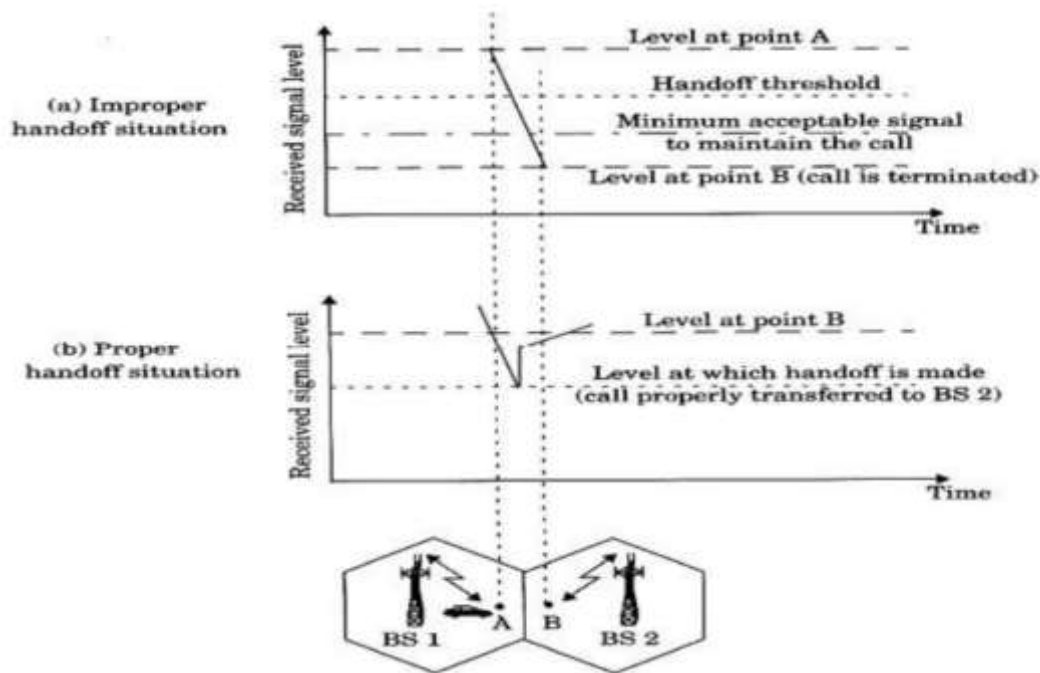 Level at point A
Handoff threshold
(a) Improper
handoff situation
Received signal level
Minimum acceptable signal
to maintain the call
Level at point B (call is terminated)
Time
Level at point B
(b) Proper
handoff situation
Received signal level
Level at which handoff is made
(call properly transferred to BS 2)
Time
A
B
BS 1
BS 2